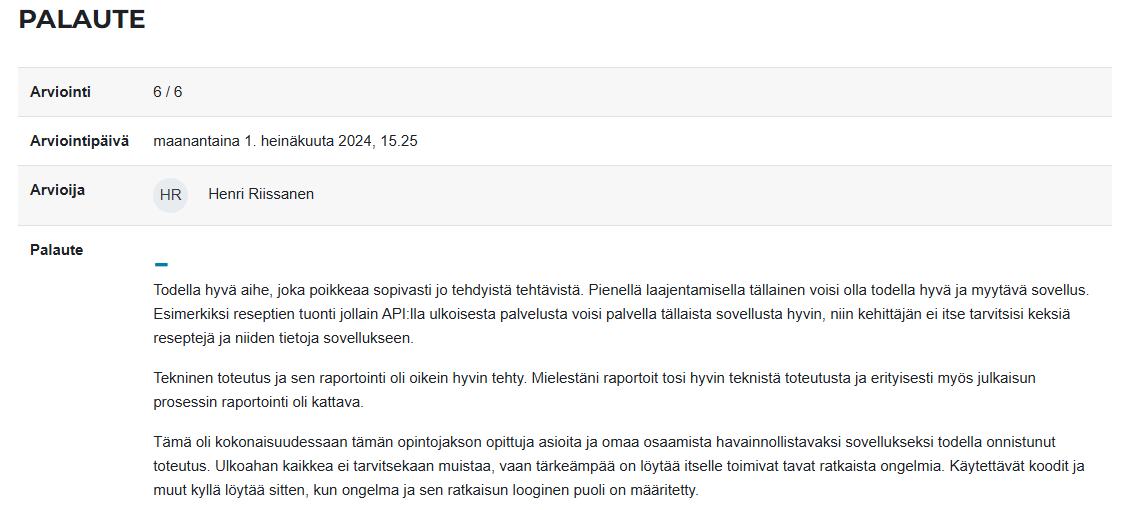 PALAUTE
Arviointi 6 / 6
Arviointipäivä maanantaina 1. heinäkuuta 2024, 15.25
Arvioija HR Henri Riissanen
Palaute
Todella hyvä aihe, joka poikkeaa sopivasti jo tehdyistä tehtävistä. Pienellä laajentamisella tällainen voisi olla todella hyvä ja myytävä sovellus.
Esimerkiksi reseptien tuonti jollain API:lla ulkoisesta palvelusta voisi palvella tällaista sovellusta hyvin, niin kehittäjän ei itse tarvitsisi keksiä
reseptejä ja niiden tietoja sovellukseen.
Tekninen toteutus ja sen raportointi oli oikein hyvin tehty. Mielestäni raportoit tosi hyvin teknistä toteutusta ja erityisesti myös julkaisun
prosessin raportointi oli kattava.
Tämä oli kokonaisuudessaan tämän opintojakson opittuja asioita ja omaa osaamista havainnollistavaksi sovellukseksi todella onnistunut
toteutus. Ulkoahan kaikkea ei tarvitsekaan muistaa, vaan tärkeämpää on löytää itselle toimivat tavat ratkaista ongelmia. Käytettävät koodit ja
muut kyllä löytää sitten, kun ongelma ja sen ratkaisun looginen puoli on määritetty.